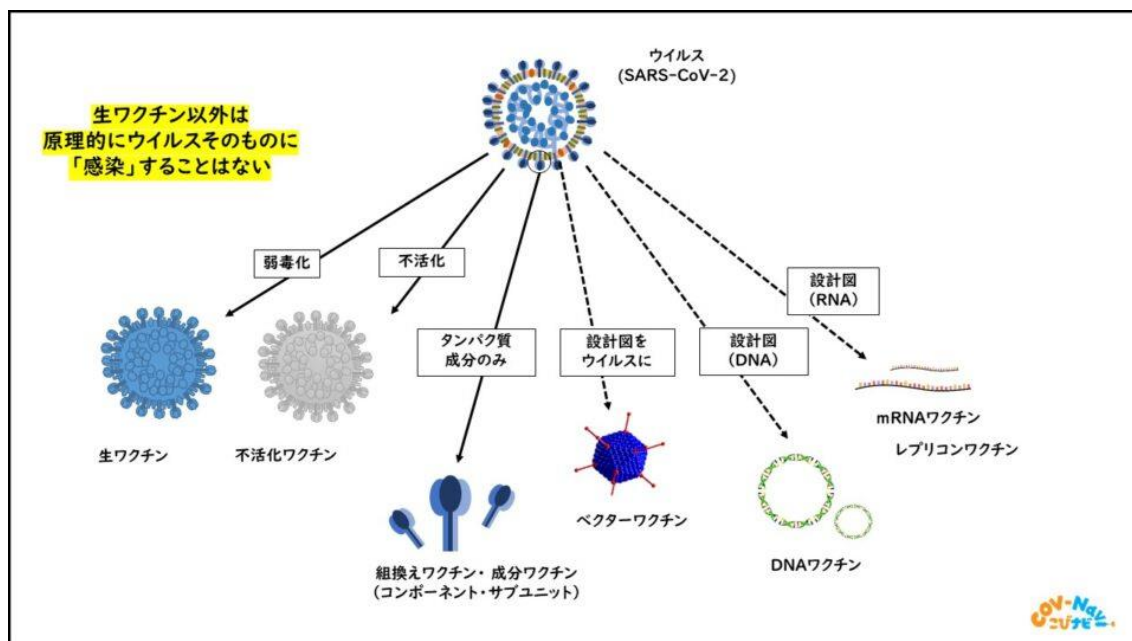 ウイルス
(SARS-CoV-2)
生ワクチン以外は
原理的にウイルスそのものに
「感染」することはない
弱毒化
不活化
設計図
(RNA)
タンパク質
成分のみ
設計図を
ウイルスに
設計図
(DNA)
mRNAワクチン
レプリコンワクチン
生ワクチン
不活化ワクチン
ベクターワクチン
DNAワクチン
組換えワクチン・成分ワクチン
(コンポーネント・サブユニット)
COV-Navi
こびナビ